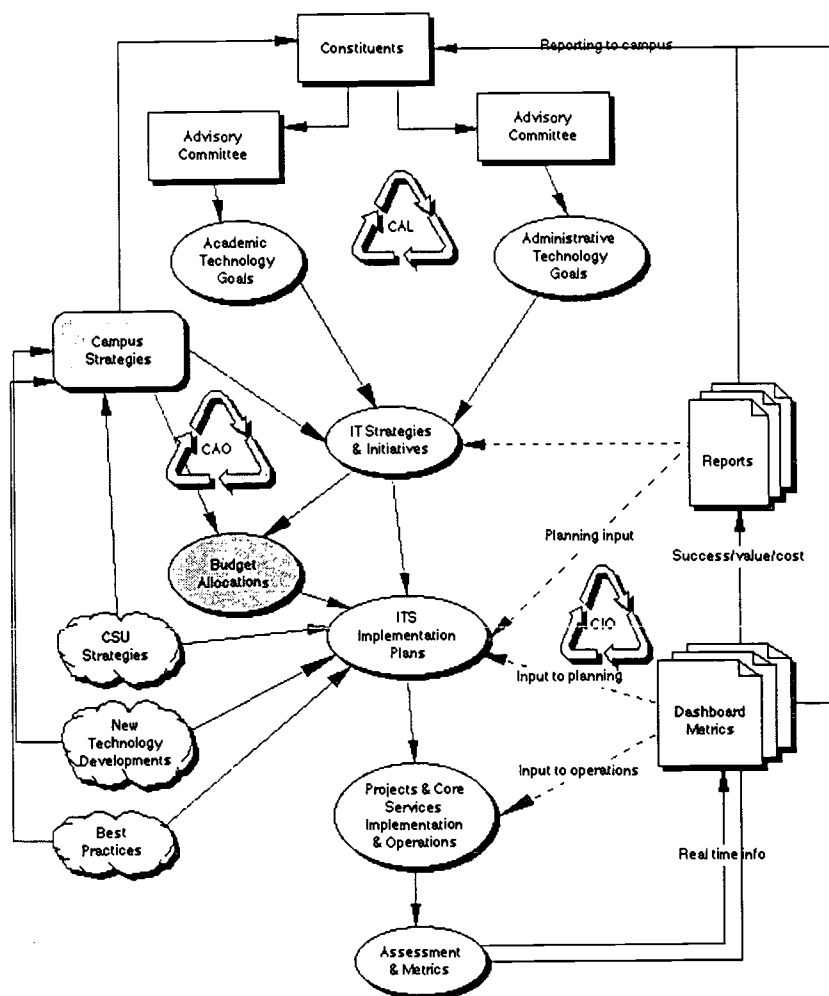 Constituents
Reporting to campus
Advisory
Committee
Advisory
Committee
CAL
Academic
Technology
Goals
Administrative
Technology
Goals
Campus
Strategies
CAO
IT Strategies
& Initiatives
Reports
Planning input
Success/value/cost
Budget
Allocations
CIO
CSU
Strategies
ITS
Implementation
Plans
Input to planning
New
Technology
Developments
Dashboard
Metrics
Input to operations
Projects & Core
Services
Implementation
& Operations
Best
Practices
Real time info
Assessment
& Metrics